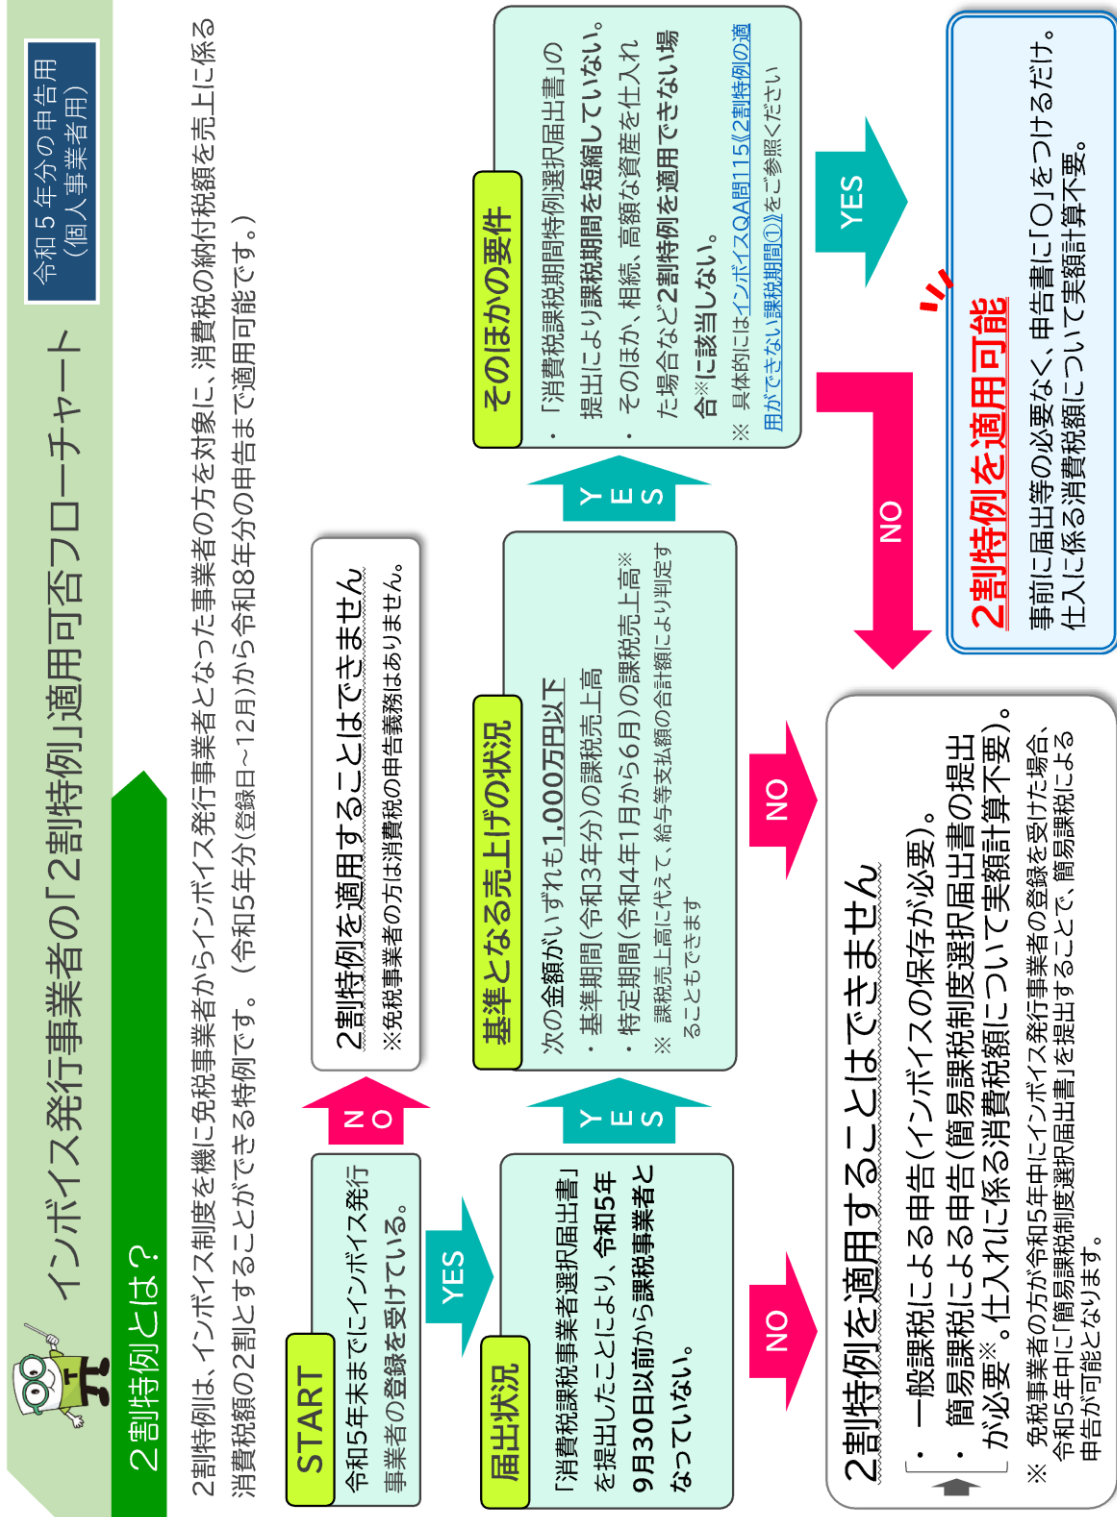 インボイス発行事業者の「2割特例」適用可否フローチャート
令和５年分の申告用
（個人事業者用）
２割特例とは？
2割特例は、インボイス制度を機に免税事業者からインボイス発行事業者となった事業者の方を対象に、消費税の納付税額を売上に係る
消費税額の2割とすることができる特例です。（令和5年分(登録日～12月)から令和8年分の申告まで適用可能です。）
START
令和5年末までにインボイス発行
事業者の登録を受けている。
NO
2割特例を適用することはできません
※免税事業者の方は消費税の申告義務はありません。
YES
届出状況
「消費税課税事業者選択届出書」
を提出したことにより、令和5年
9月30日以前から課税事業者と
なっていない。
YES
基準となる売上げの状況
次の金額がいずれも1,000万円以下
・ 基準期間(令和3年分)の課税売上高
・ 特定期間(令和4年1月から6月)の課税売上高※
※ 課税売上高に代えて、給与等支払額の合計額により判定す
ることもできます
YES
そのほかの要件
・ 「消費税課税期間特例選択届出書」の
提出により課税期間を短縮していない。
・ そのほか、相続、高額な資産を仕入れ
た場合など2割特例を適用できない場
合※に該当しない。
※ 具体的にはインボイスQA問115《2割特例の適
用ができない課税期間①》をご参照ください
NO
NO
NO
YES
2割特例を適用することはできません
・ 一般課税による申告(インボイスの保存が必要)。
・ 簡易課税による申告(簡易課税制度選択届出書の提出
が必要※。仕入れに係る消費税額について実額計算不要)。
※ 免税事業者の方が令和5年中にインボイス発行事業者の登録を受けた場合、
令和5年中に「簡易課税制度選択届出書」を提出することで、簡易課税による
申告が可能となります。
2割特例を適用可能
事前に届出等の必要なく、申告書に「〇」をつけるだけ。
仕入に係る消費税額について実額計算不要。